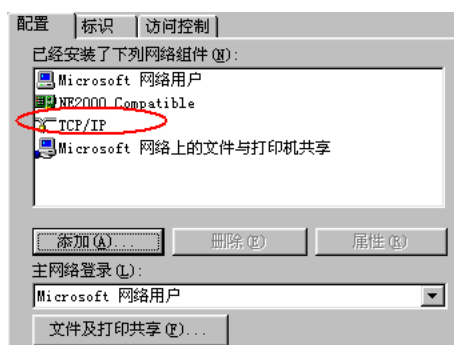 配置 标识 访问控制
已经安装了下列网络组件(N):
Microsoft 网络用户
NE2000 Compatible
TCP/IP
Microsoft 网络上的文件与打印机共享
添加(A)... 删除(E) 属性(R)
主网络登录(L):
Microsoft 网络用户
文件及打印共享(F)...